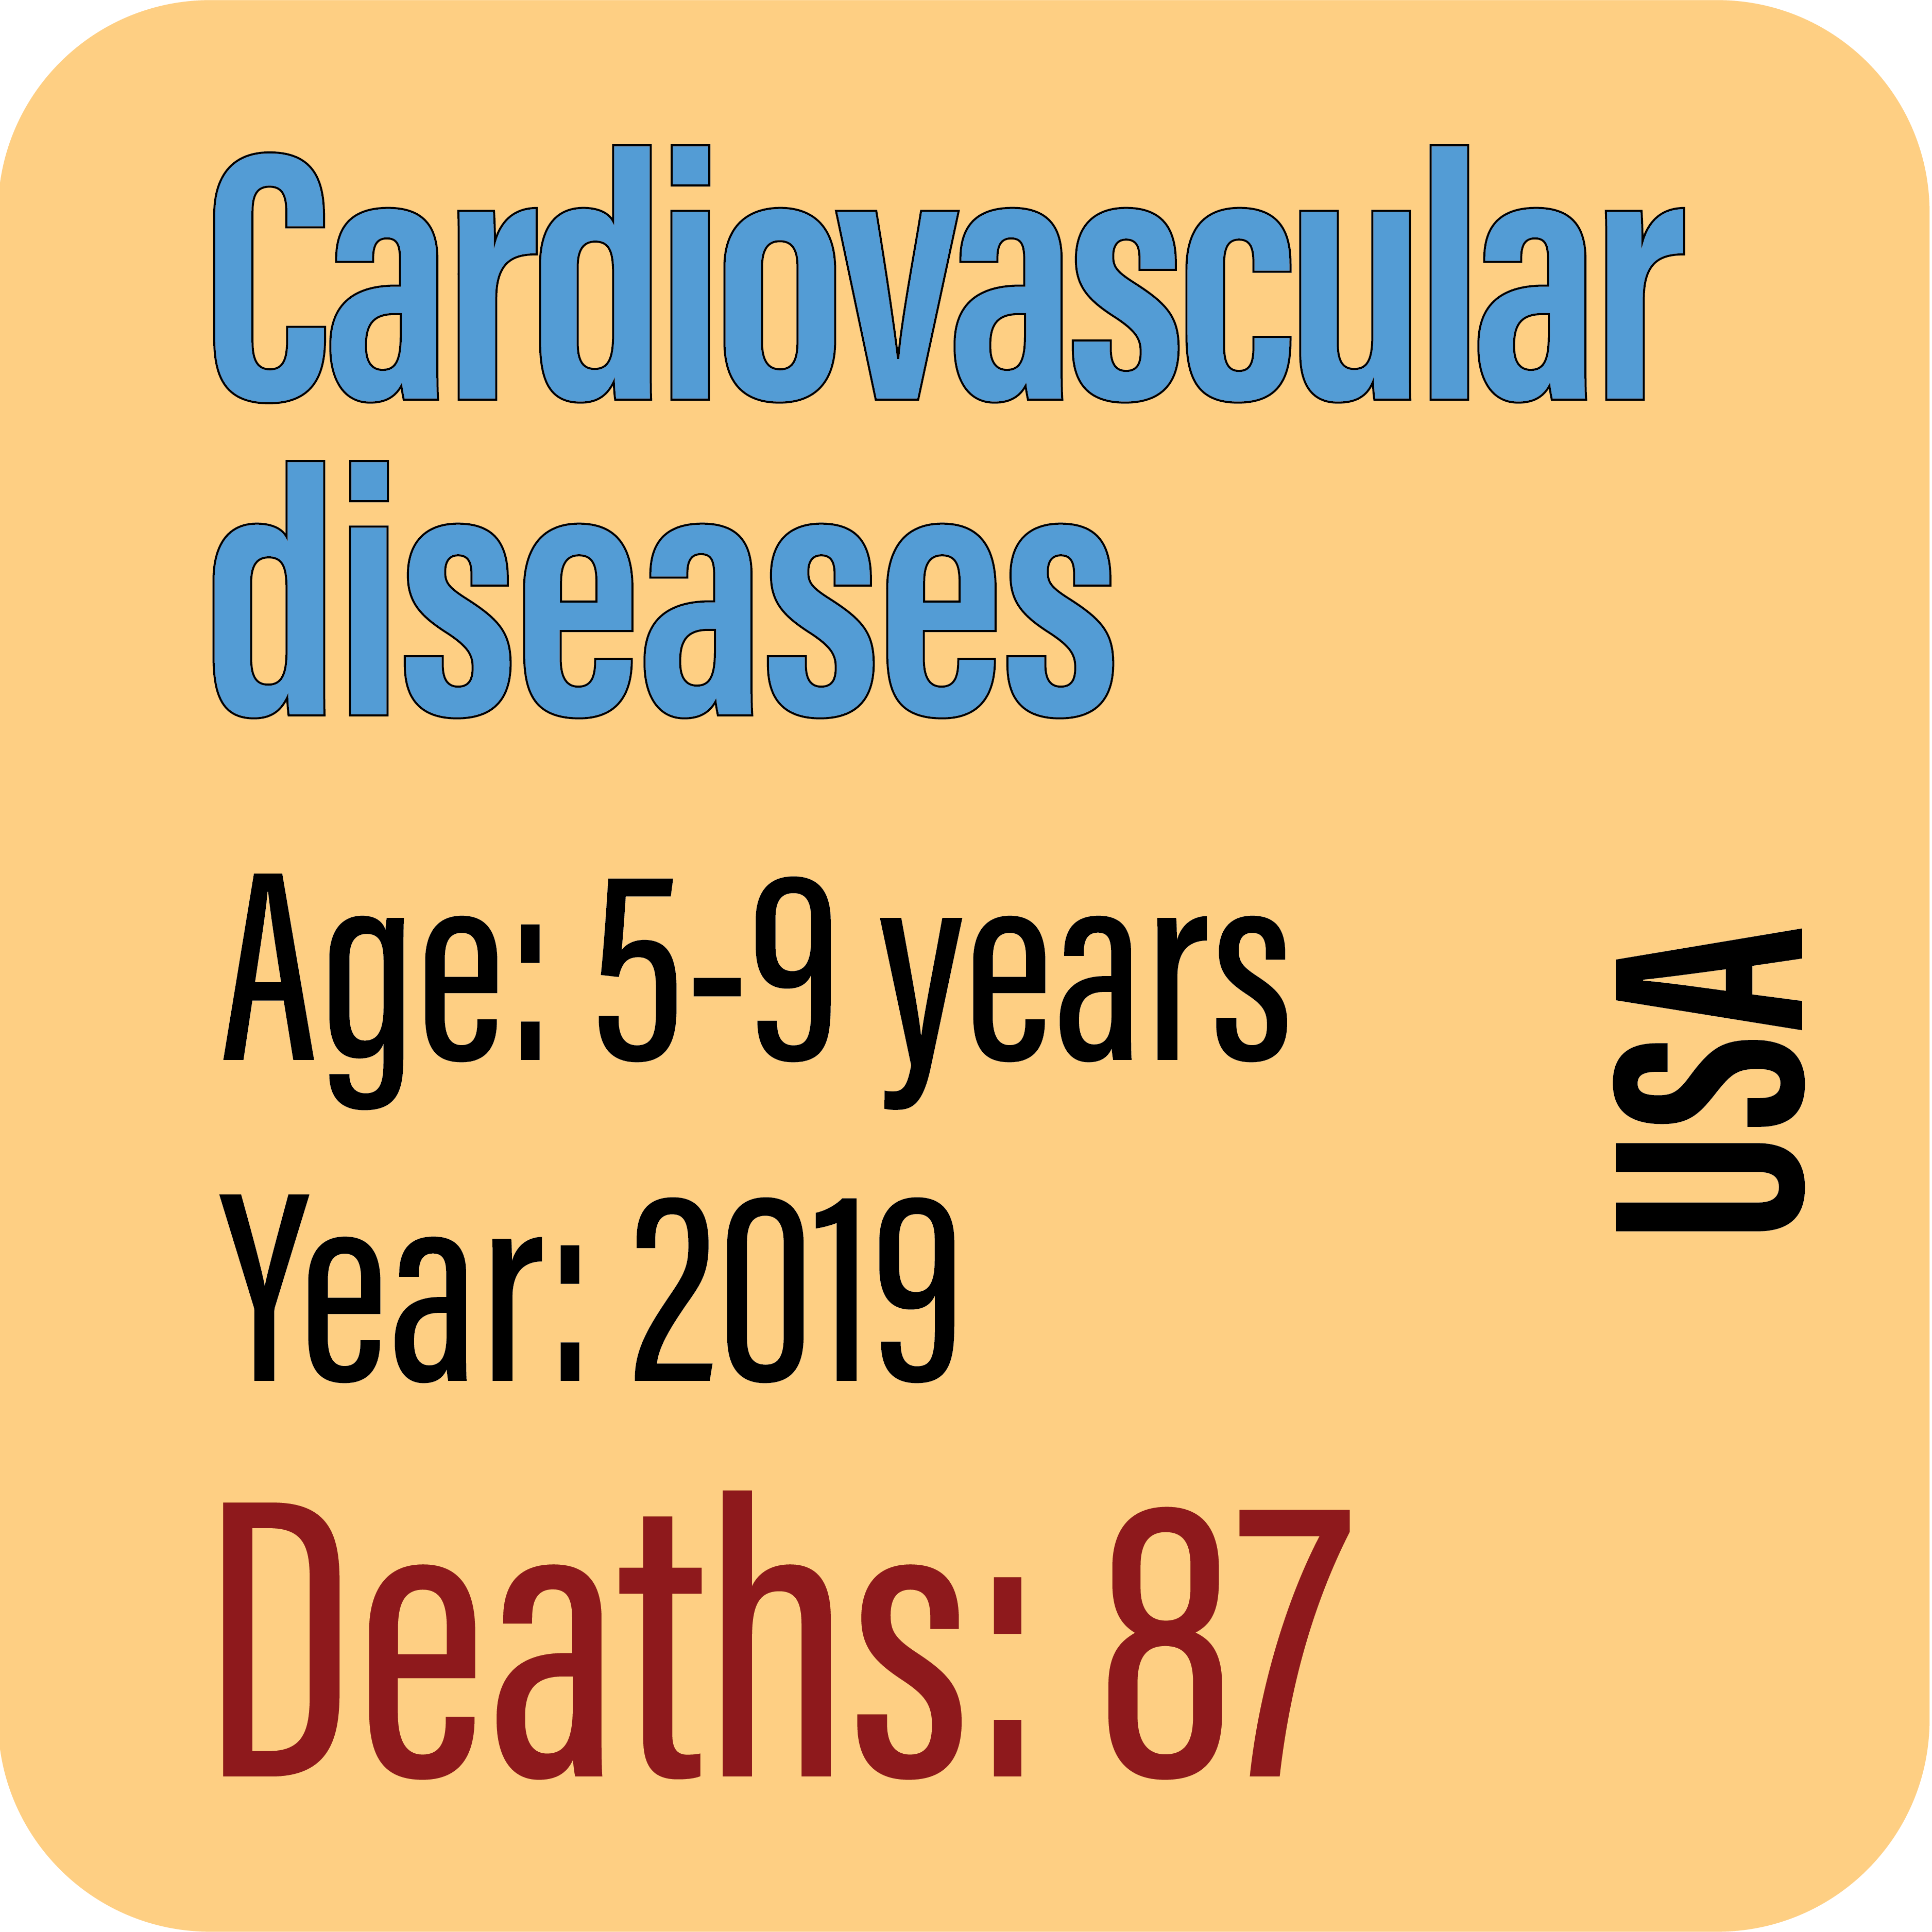 Cardiovascular
diseases
Age: 5-9 years
Year: 2019
USA
Deaths: 87